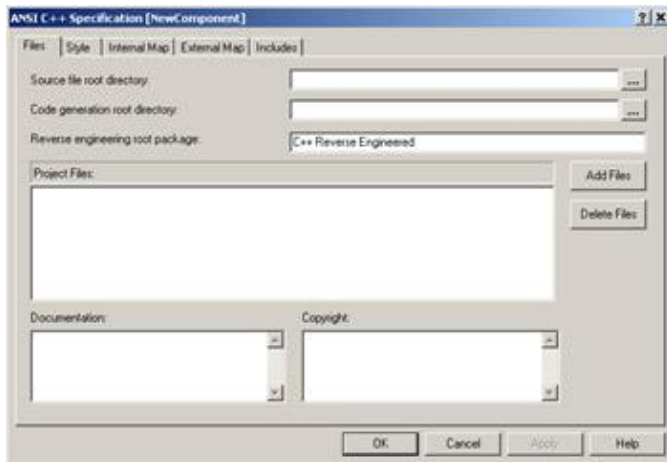 ANSI C++ Specification [NewComponent]
Files Style Internal Map External Map Includes
Source file root directory:
...
Code generation root directory:
...
Reverse engineering root package:
C++ Reverse Engineered
Project Files:
Add Files
Delete Files
Documentation:
Copyright:
OK Cancel Apply Help